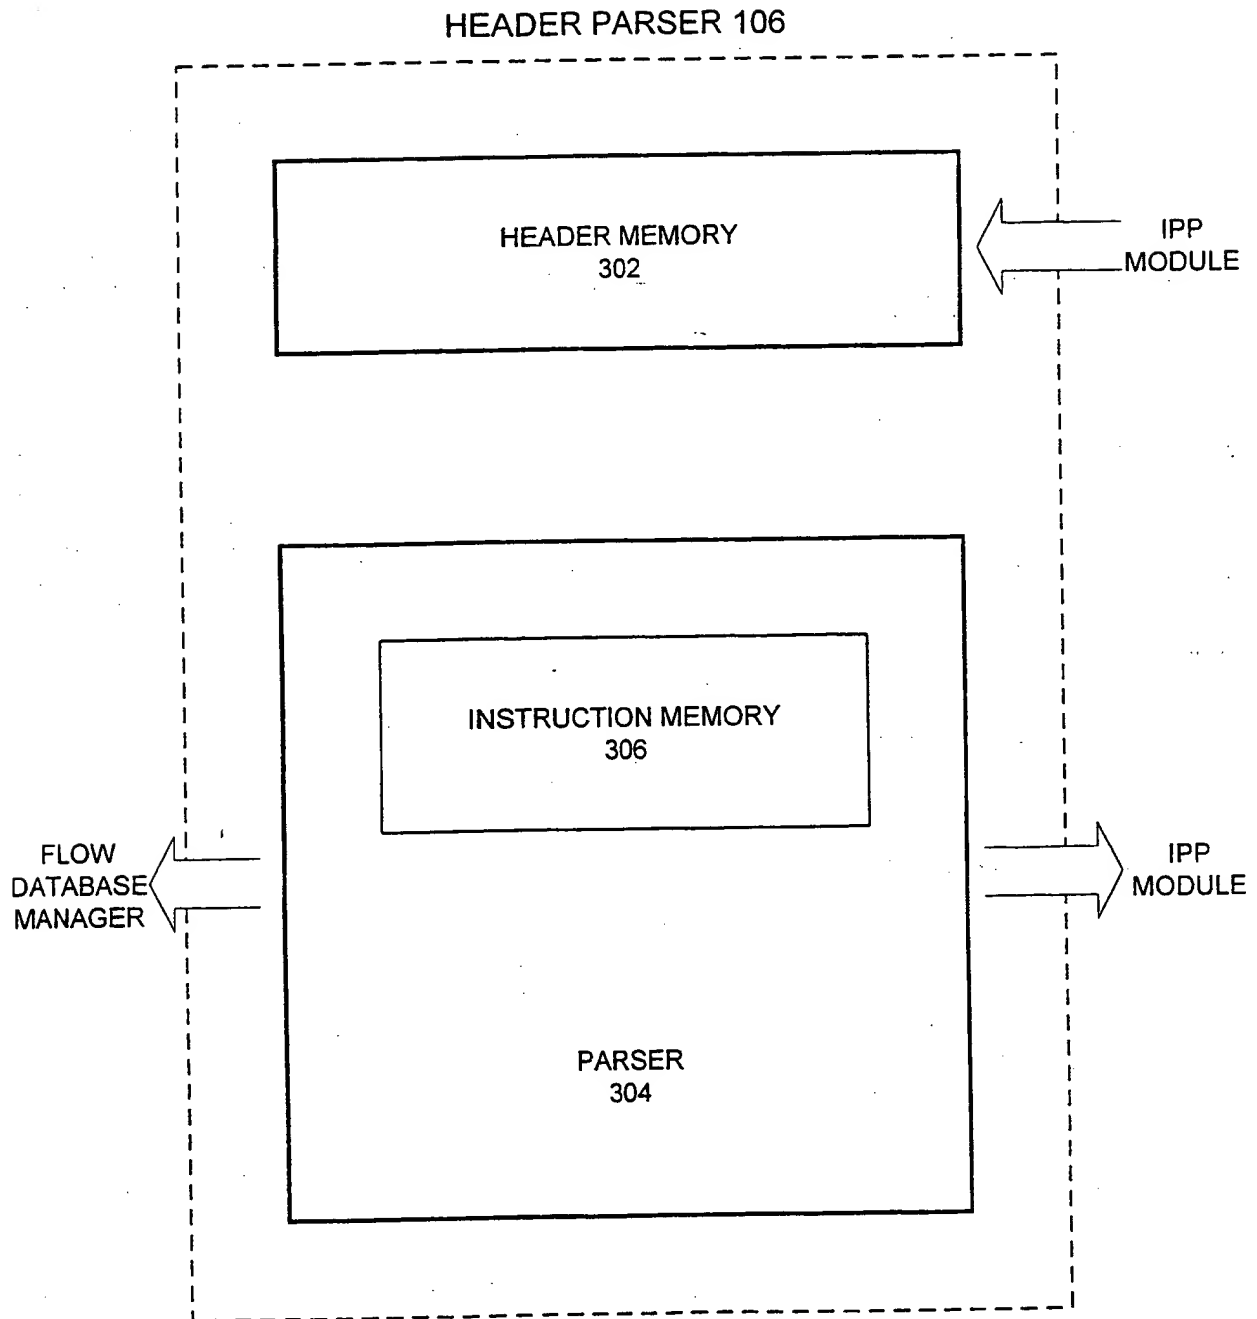 HEADER PARSER 106
HEADER MEMORY
302
IPP
MODULE
INSTRUCTION MEMORY
306
FLOW
DATABASE
MANAGER
IPP
MODULE
PARSER
304